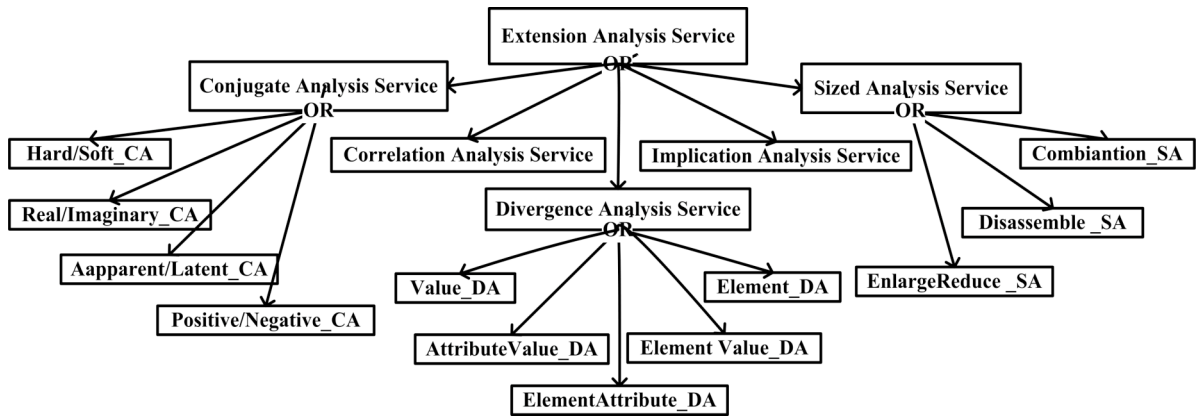 Extension Analysis Service
OR
Conjugate Analysis Service
OR
Sized Analysis Service
OR
Hard/Soft_CA
Correlation Analysis Service
Implication Analysis Service
Combiantion_SA
Real/Imaginary_CA
Divergence Analysis Service
OR
Disassemble _SA
Aapparent/Latent_CA
Value_DA
Element_DA
EnlargeReduce _SA
Positive/Negative_CA
AttributeValue_DA
Element Value_DA
ElementAttribute_DA